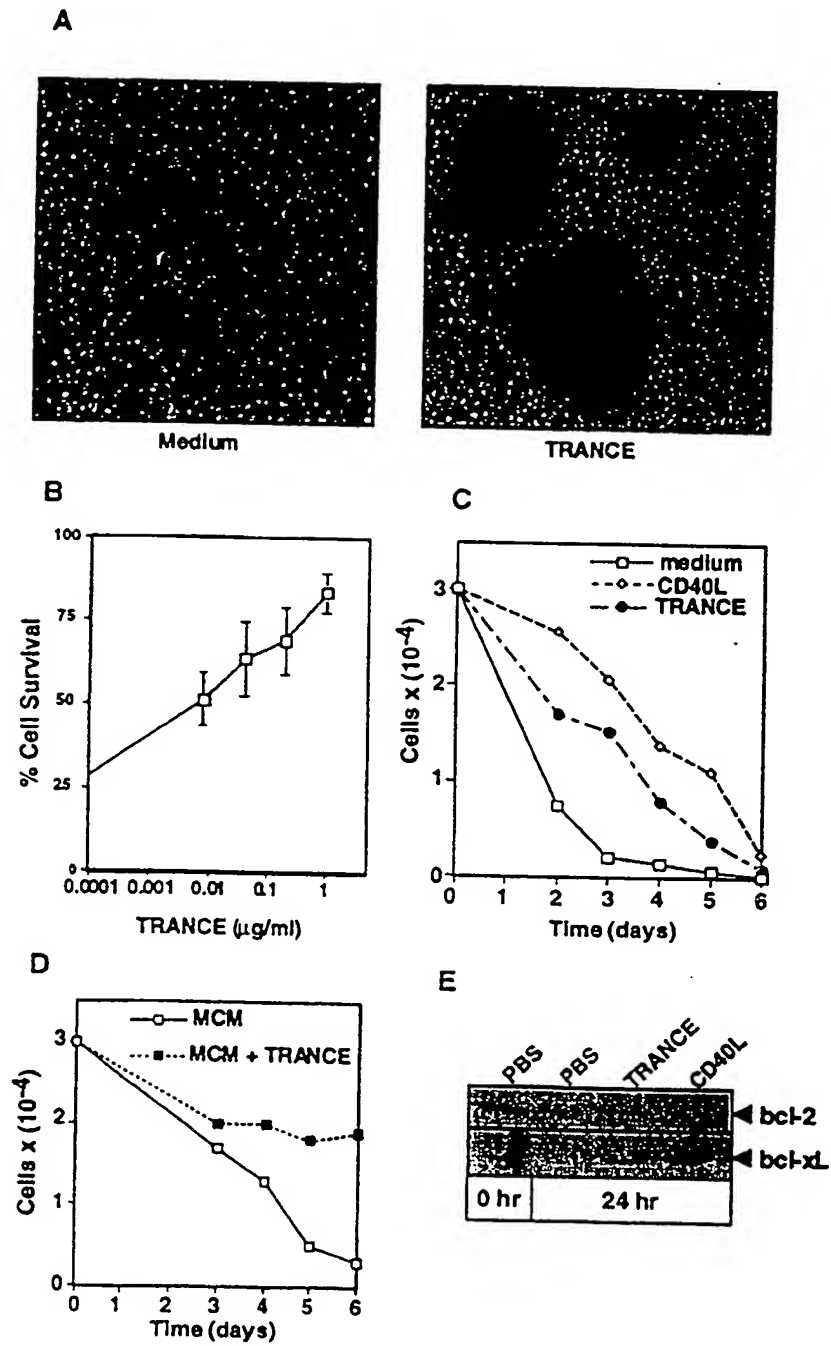 A
Medium
TRANCE
B
100
75
50
25
0
% Cell Survival
0.0001 0.001 0.01 0.1 1
TRANCE (µg/ml)
C
medium
CD40L
TRANCE
3
2
1
0
Cells x (10⁻⁴)
0 1 2 3 4 5 6
Time (days)
D
MCM
MCM + TRANCE
3
2
1
0
Cells x (10⁻⁴)
0 1 2 3 4 5 6
Time (days)
E
PBS PBS TRANCE CD40L
bcl-2
bcl-xL
0 hr 24 hr